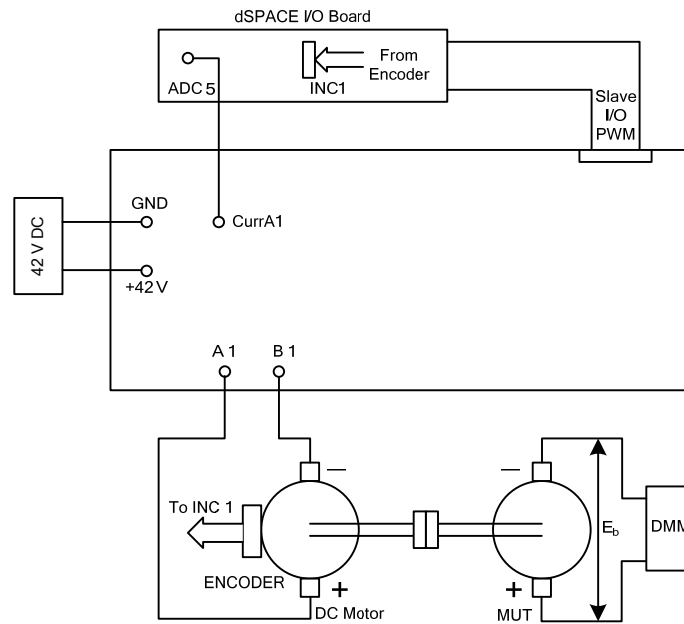 dSPACE I/O Board
ADC 5
INC1
From
Encoder
Slave
I/O
PWM
42 V DC
GND
+42 V
CurrA1
A 1
B 1
To INC 1
ENCODER
—
+
DC Motor
—
+
MUT
Eb
DMM